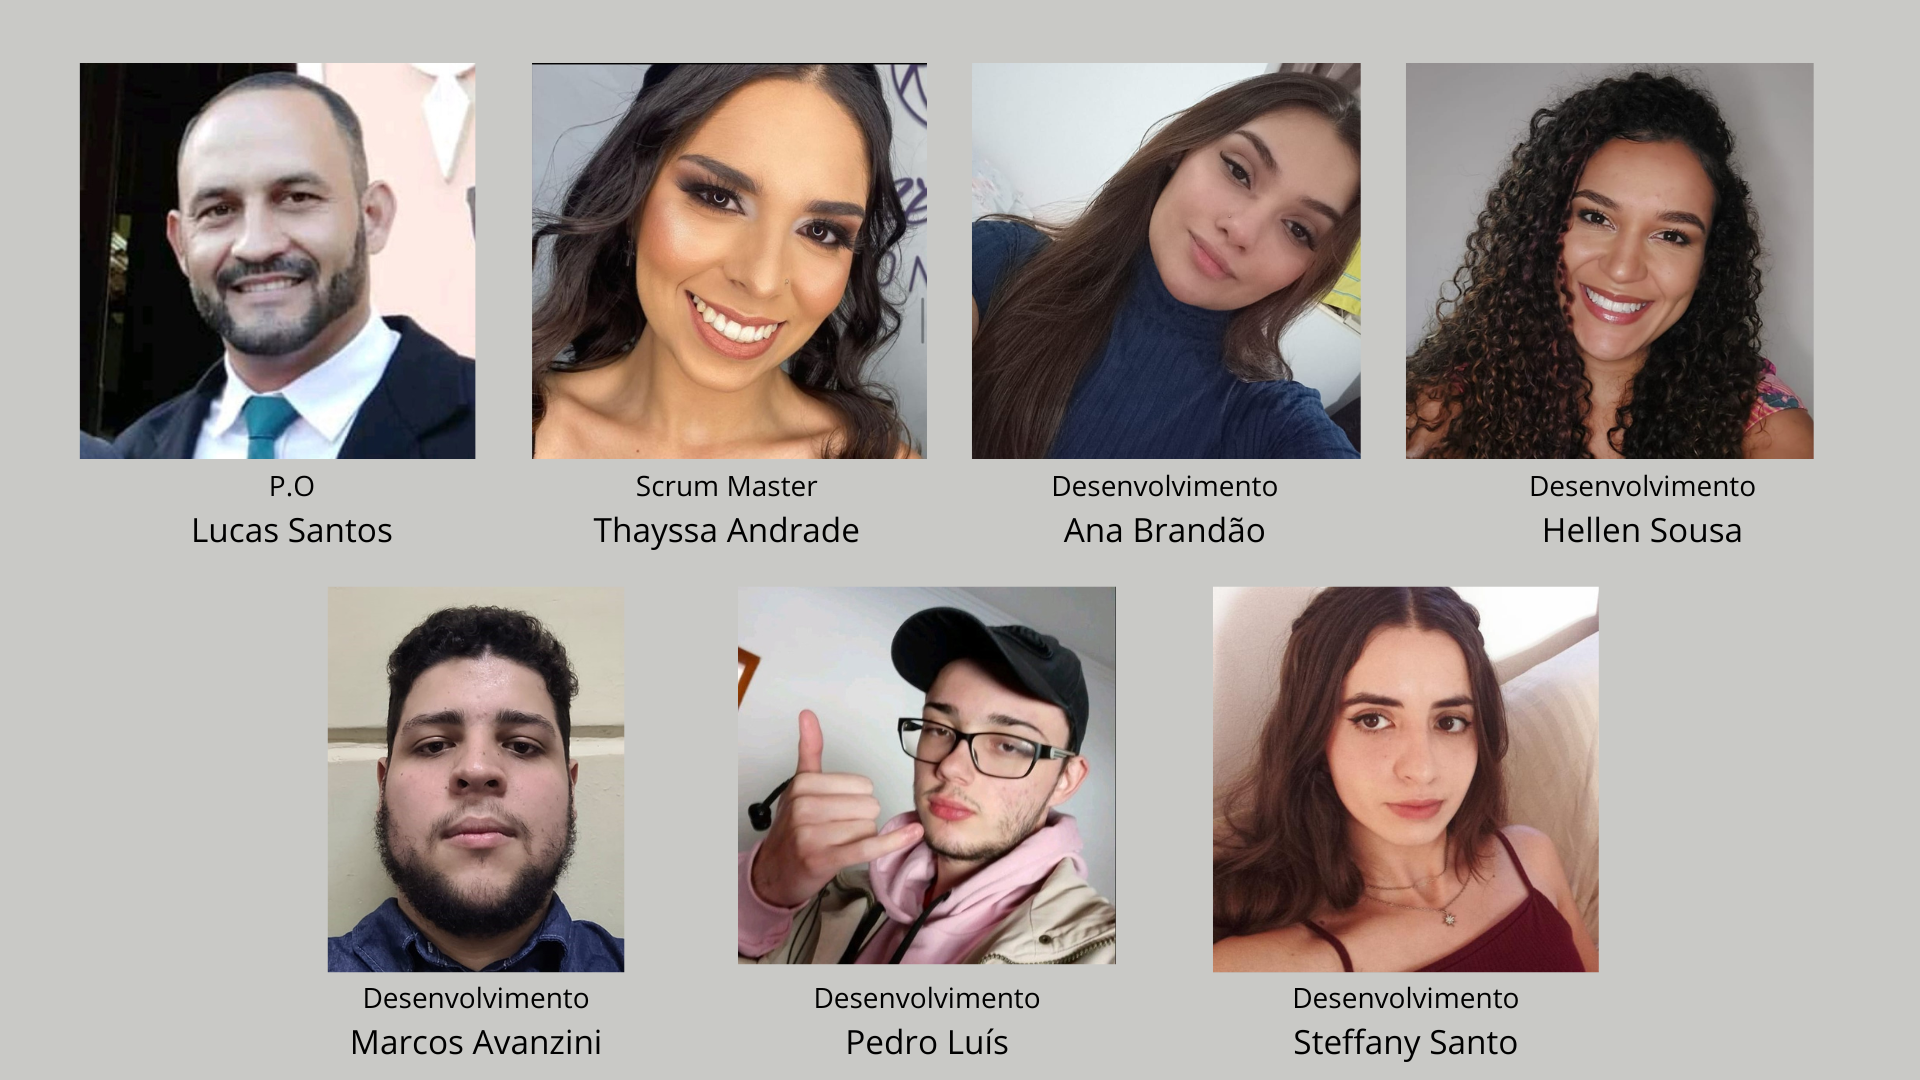 P.O
Lucas Santos
Scrum Master
Thayssa Andrade
Desenvolvimento
Ana Brandão
Desenvolvimento
Hellen Sousa
Desenvolvimento
Marcos Avanzini
Desenvolvimento
Pedro Luís
Desenvolvimento
Steffany Santo